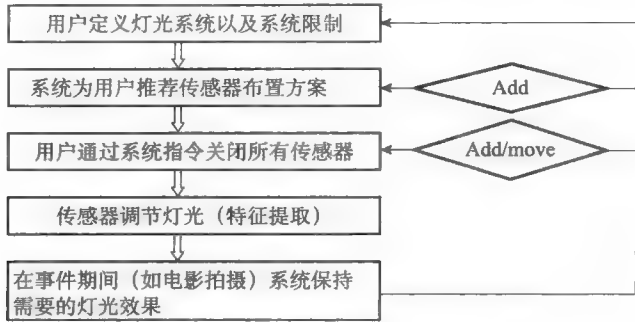 用户定义灯光系统以及系统限制
系统为用户推荐传感器布置方案
Add
用户通过系统指令关闭所有传感器
Add/move
传感器调节灯光（特征提取）
在事件期间（如电影拍摄）系统保持
需要的灯光效果